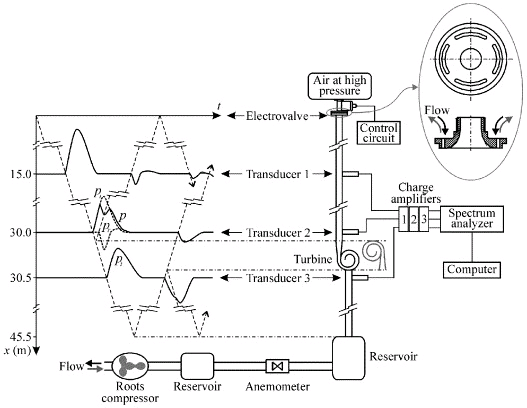 Air at high
pressure
t
Electrovalve
Control
circuit
Flow
15.0
Transducer 1
Charge
amplifiers
1 2 3
Spectrum
analyzer
Computer
30.0
Transducer 2
Turbine
30.5
Transducer 3
45.5
x (m)
Flow
Roots
compressor
Reservoir
Anemometer
Reservoir
p
p